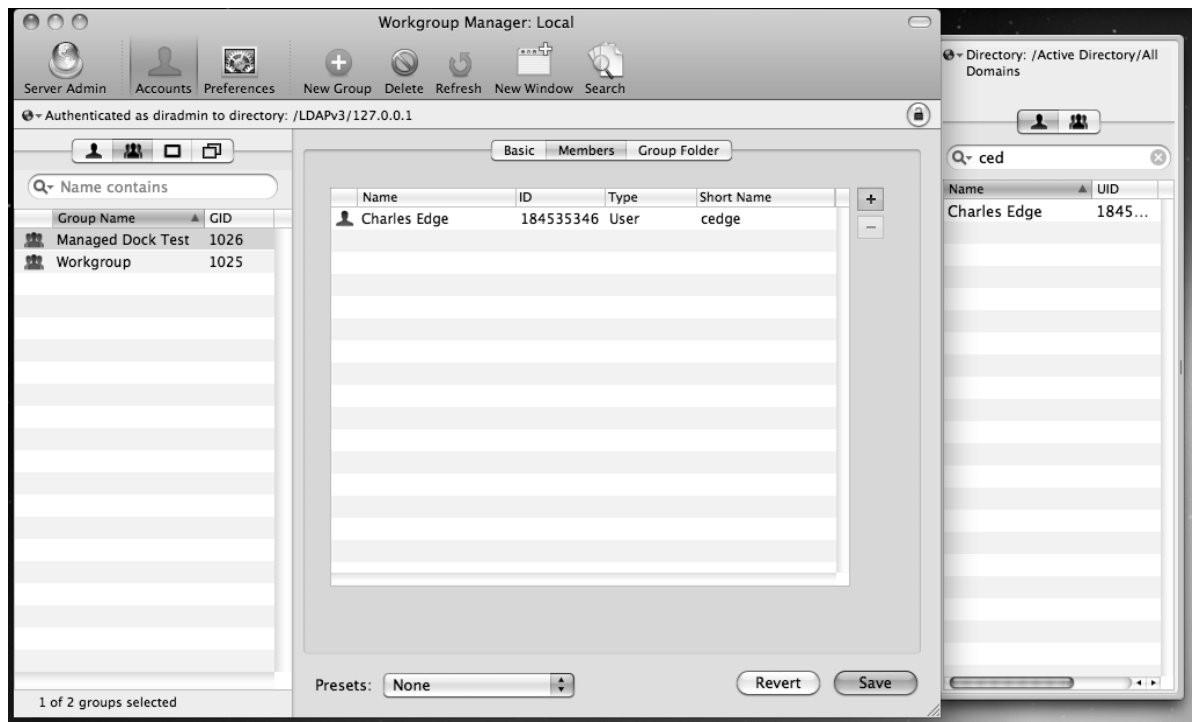 Workgroup Manager: Local
Server Admin Accounts Preferences New Group Delete Refresh New Window Search
Authenticated as diradmin to directory: /LDAPv3/127.0.0.1
Name contains
Group Name GID
Managed Dock Test 1026
Workgroup 1025
1 of 2 groups selected
Basic Members Group Folder
Name ID Type Short Name
Charles Edge 184535346 User cedge
+
−
Presets: None
Revert Save
Directory: /Active Directory/All
Domains
ced
Name UID
Charles Edge 1845...